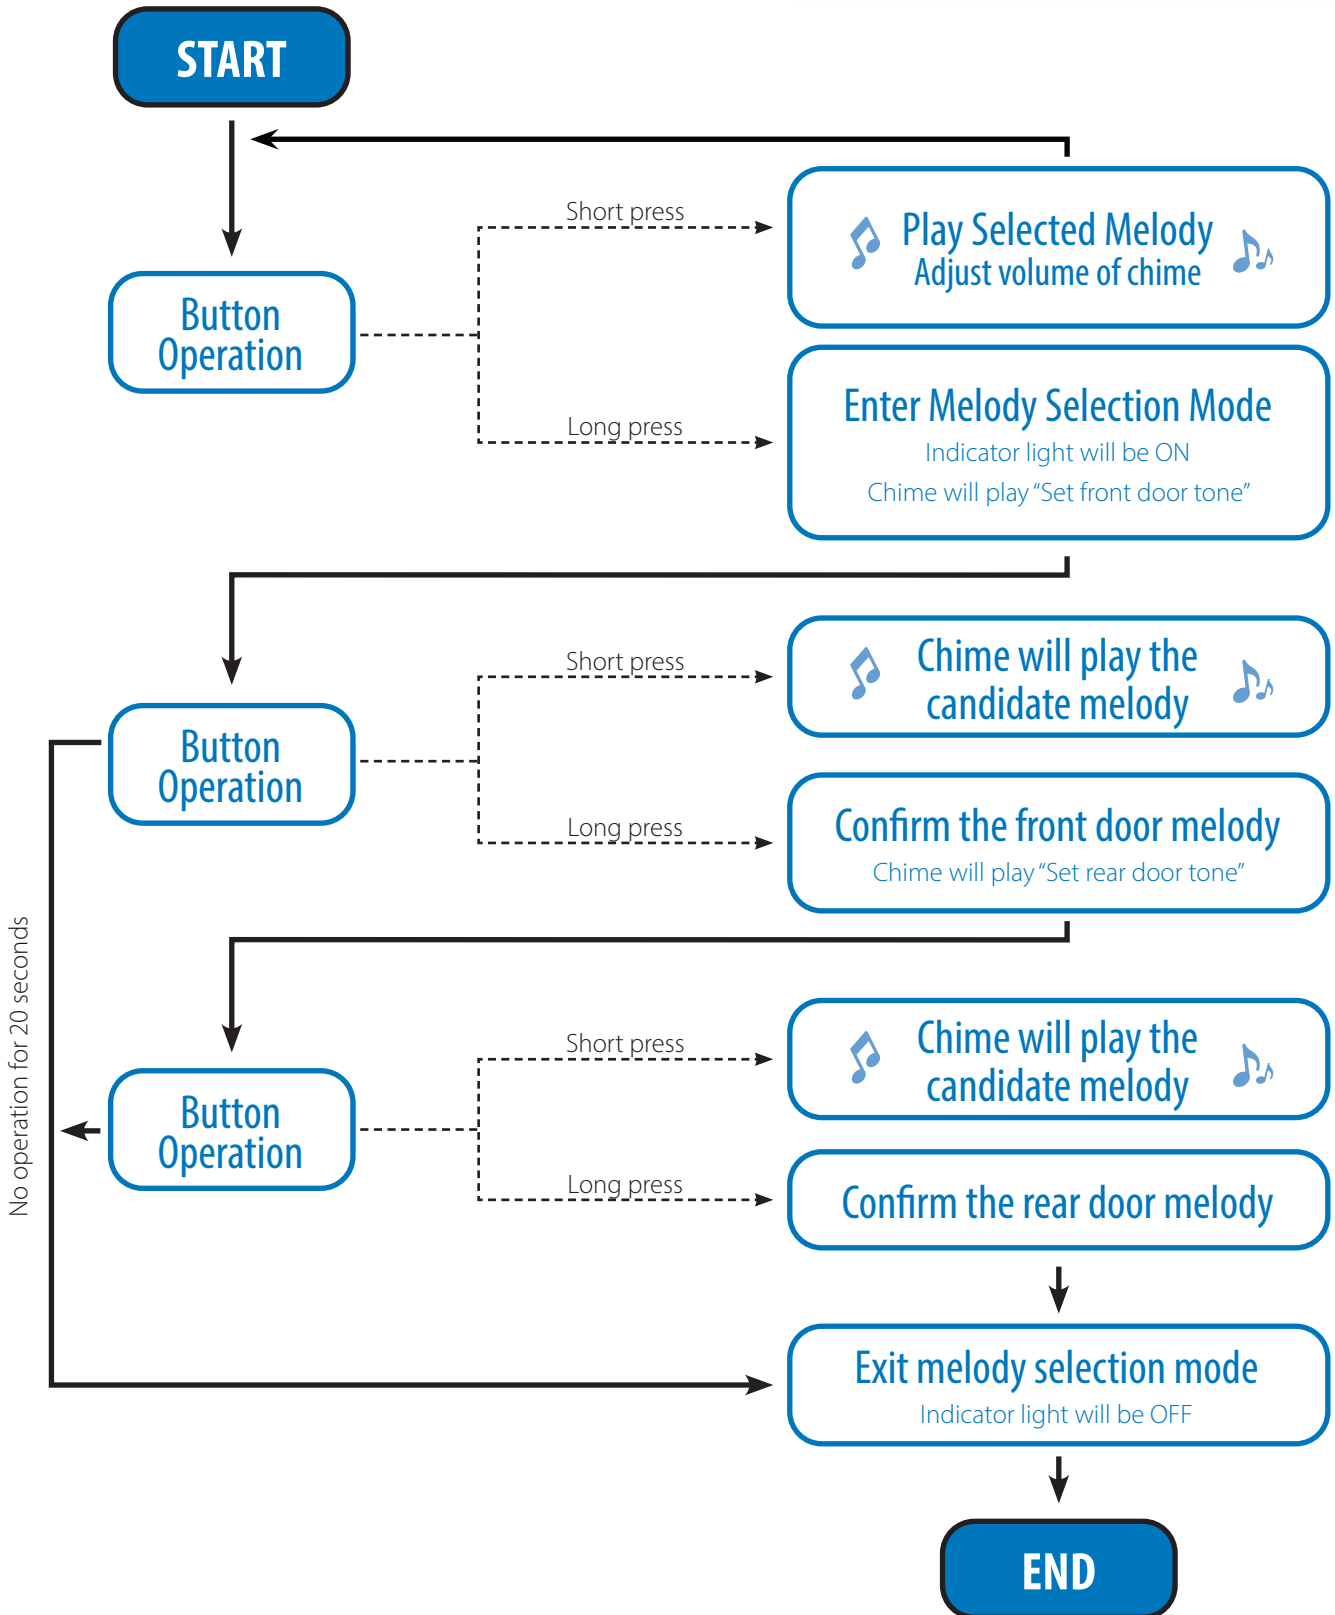 START
Short press
Play Selected Melody
Adjust volume of chime
Button
Operation
Long press
Enter Melody Selection Mode
Indicator light will be ON
Chime will play “Set front door tone”
Short press
Chime will play the
candidate melody
Button
Operation
Long press
Confirm the front door melody
Chime will play “Set rear door tone”
No operation for 20 seconds
Short press
Chime will play the
candidate melody
Button
Operation
Long press
Confirm the rear door melody
Exit melody selection mode
Indicator light will be OFF
END